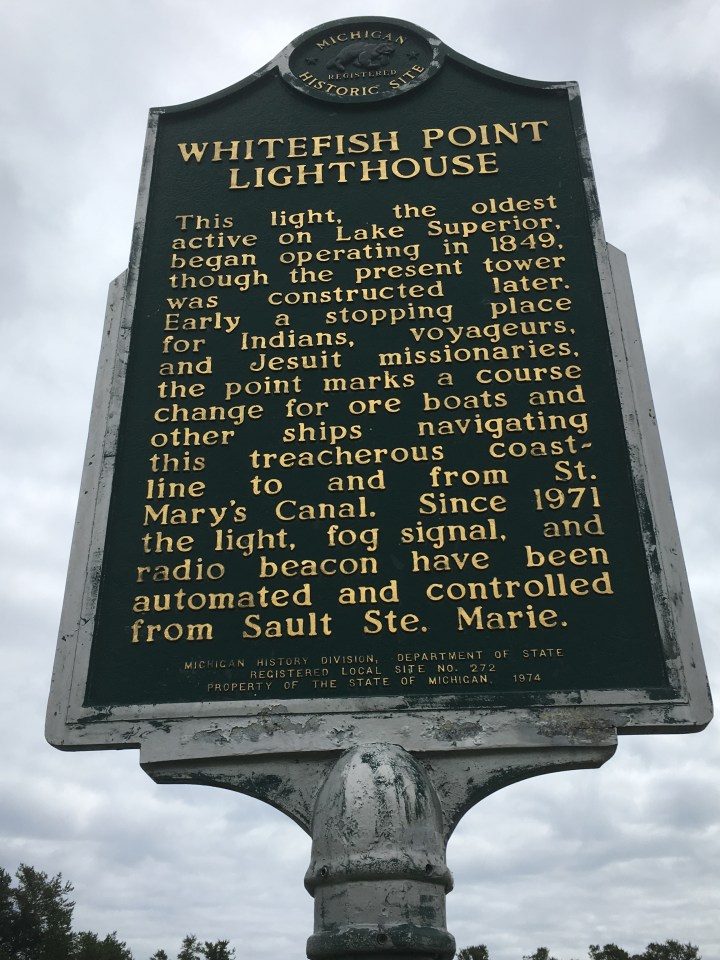 MICHIGAN
REGISTERED
HISTORIC SITE
WHITEFISH POINT
LIGHTHOUSE
This light, the oldest
active on Lake Superior,
began operating in 1849,
though the present tower
was constructed later.
Early a stopping place
for Indians, voyageurs,
and Jesuit missionaries,
the point marks a course
change for ore boats and
other ships navigating
this treacherous coast-
line to and from St.
Mary's Canal. Since 1971
the light, fog signal, and
radio beacon have been
automated and controlled
from Sault Ste. Marie.
MICHIGAN HISTORY DIVISION, DEPARTMENT OF STATE
REGISTERED LOCAL SITE NO. 272
PROPERTY OF THE STATE OF MICHIGAN, 1974